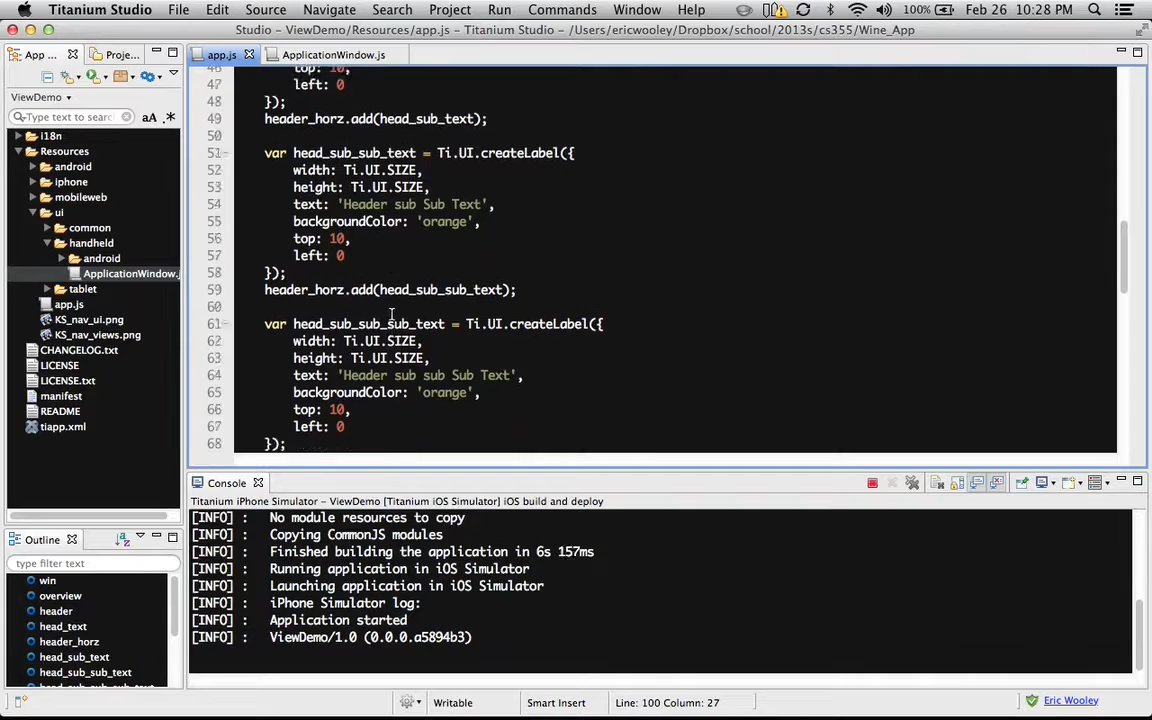 Titanium Studio File Edit Source Navigate Search Project Run Commands Window Help 100% Feb 26 10:28 PM
Studio – ViewDemo/Resources/app.js – Titanium Studio – /Users/ericwooley/Dropbox/school/2013s/cs355/Wine_App
App ... Proje...
ViewDemo
Type text to search aA .*
i18n
Resources
android
iphone
mobileweb
ui
common
handheld
android
ApplicationWindow.j
tablet
app.js
KS_nav_ui.png
KS_nav_views.png
CHANGELOG.txt
LICENSE
LICENSE.txt
manifest
README
tiapp.xml
Outline
type filter text
win
overview
header
head_text
header_horz
head_sub_text
head_sub_sub_text
head_sub_sub_sub_text
app.js ApplicationWindow.js
46 top: 10,
47 left: 0
48 });
49 header_horz.add(head_sub_text);
50
51 var head_sub_sub_text = Ti.UI.createLabel({
52 width: Ti.UI.SIZE,
53 height: Ti.UI.SIZE,
54 text: 'Header sub Sub Text',
55 backgroundColor: 'orange',
56 top: 10,
57 left: 0
58 });
59 header_horz.add(head_sub_sub_text);
60
61 var head_sub_sub_sub_text = Ti.UI.createLabel({
62 width: Ti.UI.SIZE,
63 height: Ti.UI.SIZE,
64 text: 'Header sub sub Sub Text',
65 backgroundColor: 'orange',
66 top: 10,
67 left: 0
68 });
Console
Titanium iPhone Simulator - ViewDemo [Titanium iOS Simulator] iOS build and deploy
[INFO] : No module resources to copy
[INFO] : Copying CommonJS modules
[INFO] : Finished building the application in 6s 157ms
[INFO] : Running application in iOS Simulator
[INFO] : Launching application in iOS Simulator
[INFO] : iPhone Simulator log:
[INFO] : Application started
[INFO] : ViewDemo/1.0 (0.0.0.a5894b3)
Writable Smart Insert Line: 100 Column: 27 Eric Wooley